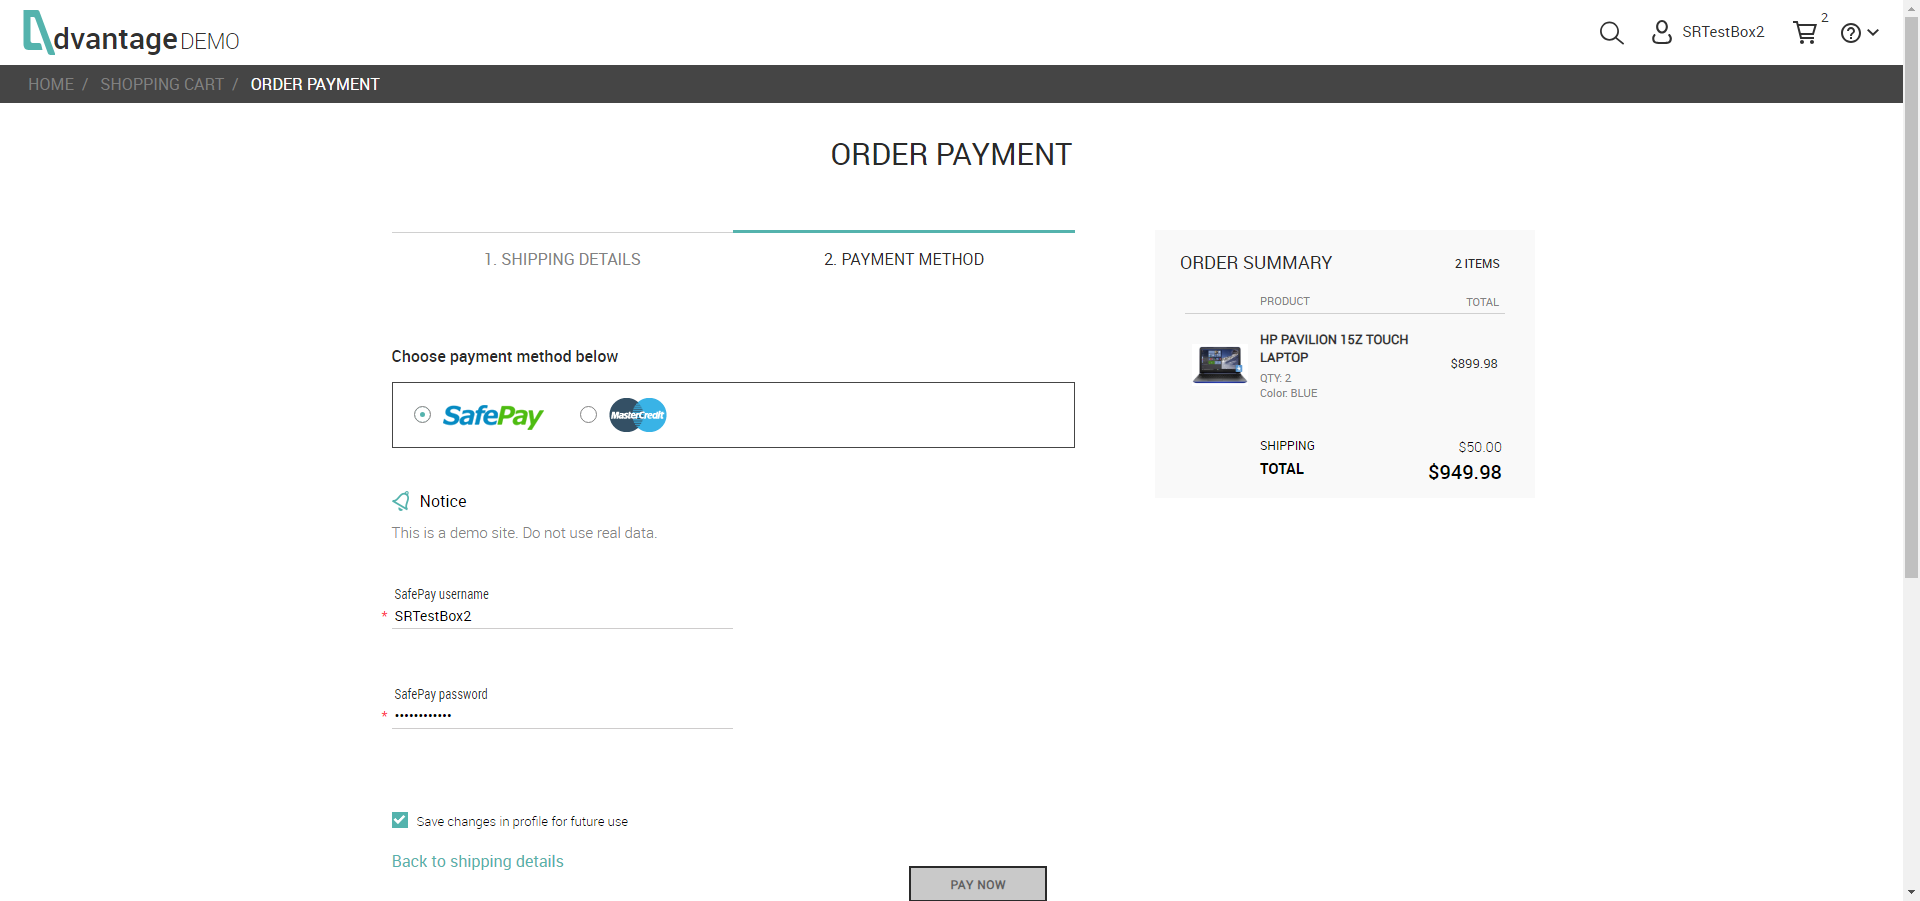 dvantage DEMO
SRTestBox2
2
HOME / SHOPPING CART / ORDER PAYMENT
ORDER PAYMENT
1. SHIPPING DETAILS
2. PAYMENT METHOD
Choose payment method below
SafePay
MasterCredit
Notice
This is a demo site. Do not use real data.
SafePay username
* SRTestBox2
SafePay password
* ••••••••••••
Save changes in profile for future use
Back to shipping details
PAY NOW
ORDER SUMMARY
2 ITEMS
PRODUCT
TOTAL
HP PAVILION 15Z TOUCH
LAPTOP
$899.98
QTY: 2
Color: BLUE
SHIPPING
$50.00
TOTAL
$949.98